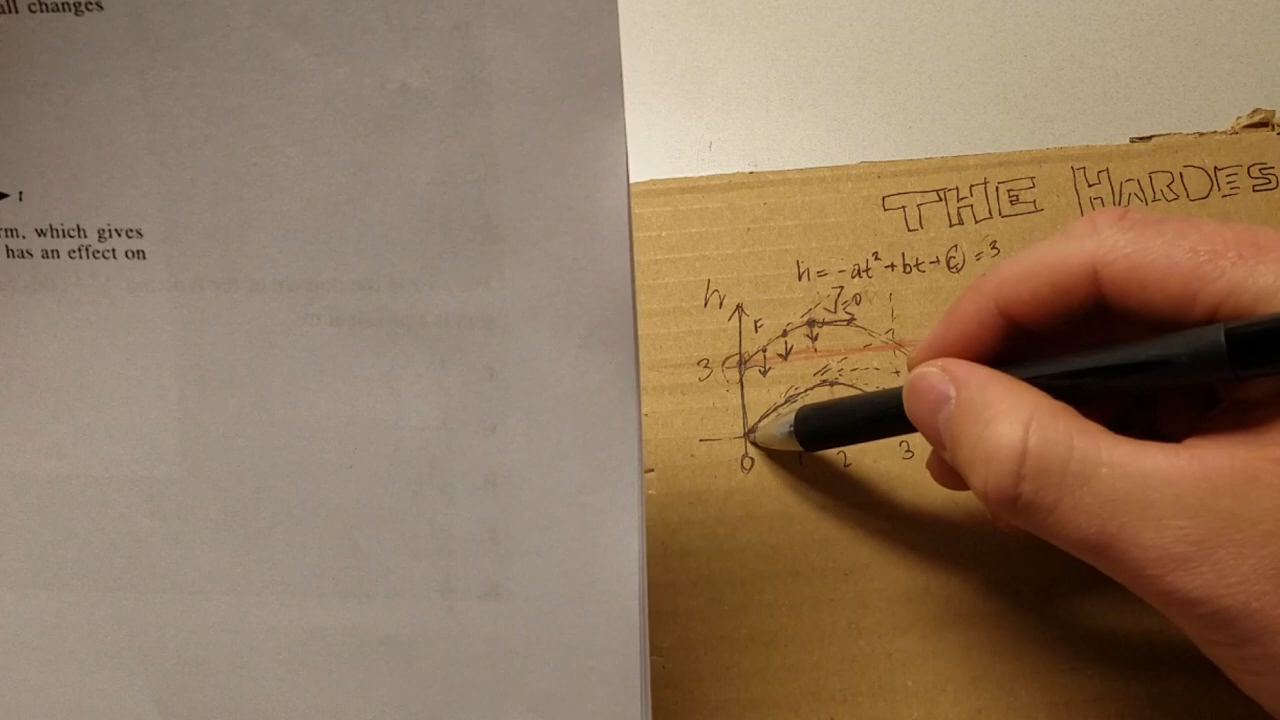 all changes
t
rm, which gives
has an effect on
THE HARDES
h = -at² + bt + C = 3
h
F
0
3
0
1 2 3